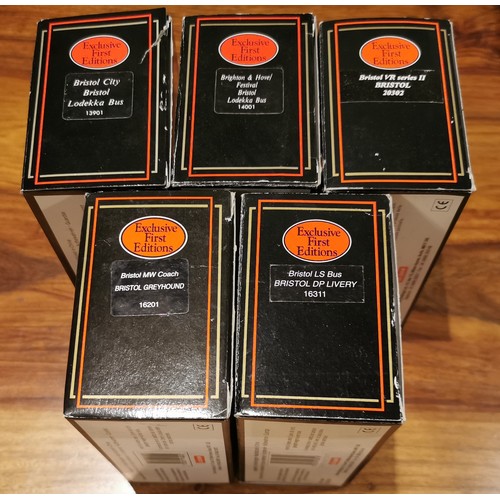 Exclusive
First
Editions
Bristol City
Bristol
Lodekka Bus
13901
Exclusive
First
Editions
Brighton & Hove/
Festival
Bristol
Lodekka Bus
14001
Exclusive
First
Editions
Bristol VR series II
BRISTOL
20302
Exclusive
First
Editions
Bristol MW Coach
BRISTOL GREYHOUND
16201
Exclusive
First
Editions
Bristol LS Bus
BRISTOL DP LIVERY
16311